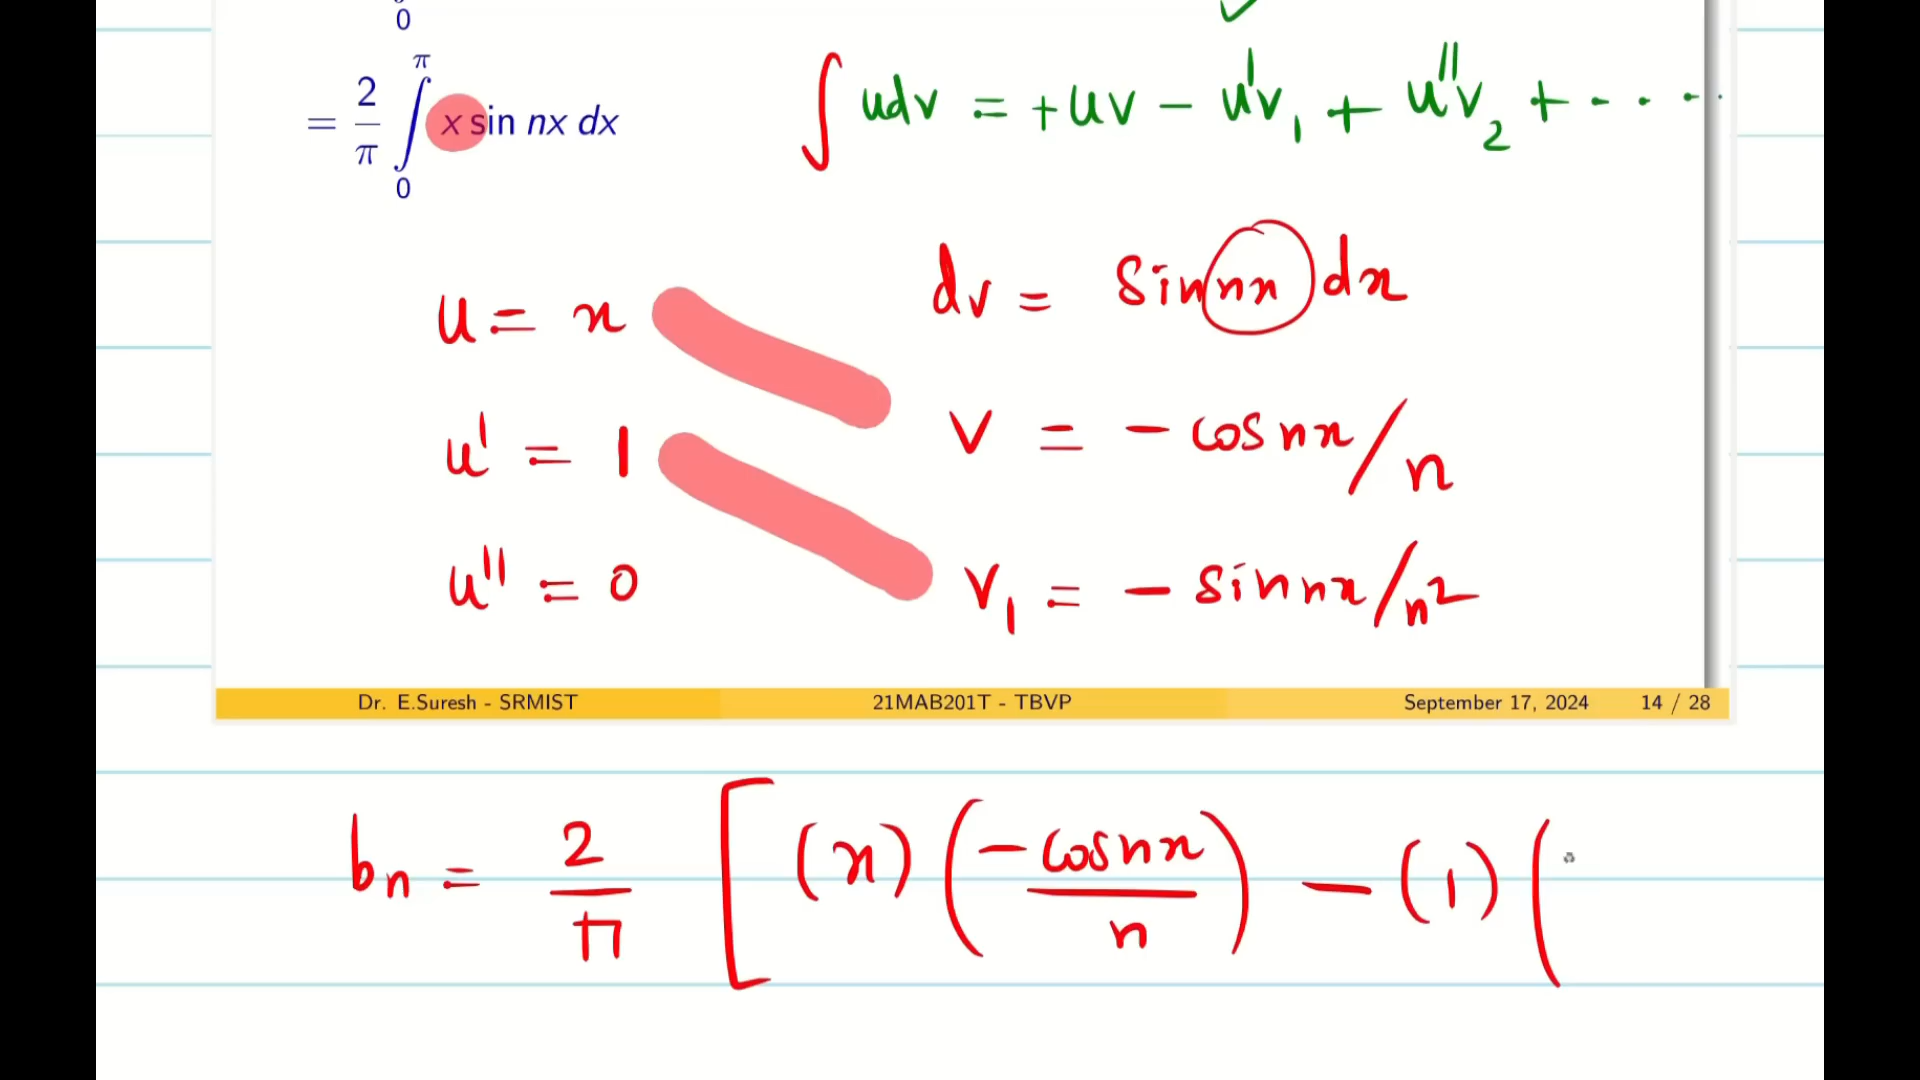 0
= 2/π ∫₀^π x sin nx dx
∫ udv = +uv − u'v₁ + u''v₂ + - - - -
u = x
dv = sin nx dx
u' = 1
v = − cos nx / n
u'' = 0
v₁ = − sin nx / n²
Dr. E.Suresh - SRMIST 21MAB201T - TBVP September 17, 2024 14 / 28
bn = 2/π [ (x) ( −cos nx / n ) − (1) (